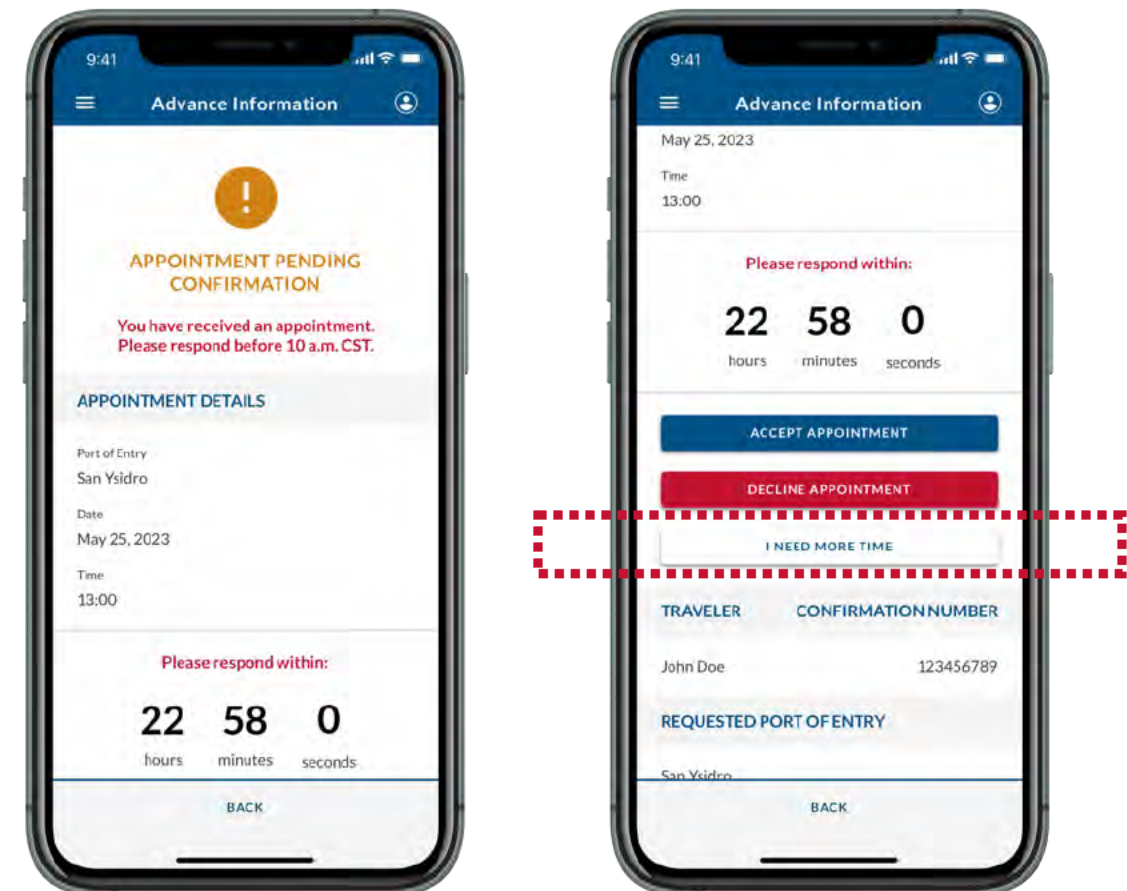 9:41
Advance Information
APPOINTMENT PENDING
CONFIRMATION
You have received an appointment.
Please respond before 10 a.m. CST.
APPOINTMENT DETAILS
Port of Entry
San Ysidro
Date
May 25, 2023
Time
13:00
Please respond within:
22 58 0
hours minutes seconds
BACK
9:41
Advance Information
May 25, 2023
Time
13:00
Please respond within:
22 58 0
hours minutes seconds
ACCEPT APPOINTMENT
DECLINE APPOINTMENT
I NEED MORE TIME
TRAVELER CONFIRMATION NUMBER
John Doe 123456789
REQUESTED PORT OF ENTRY
San Ysidro
BACK